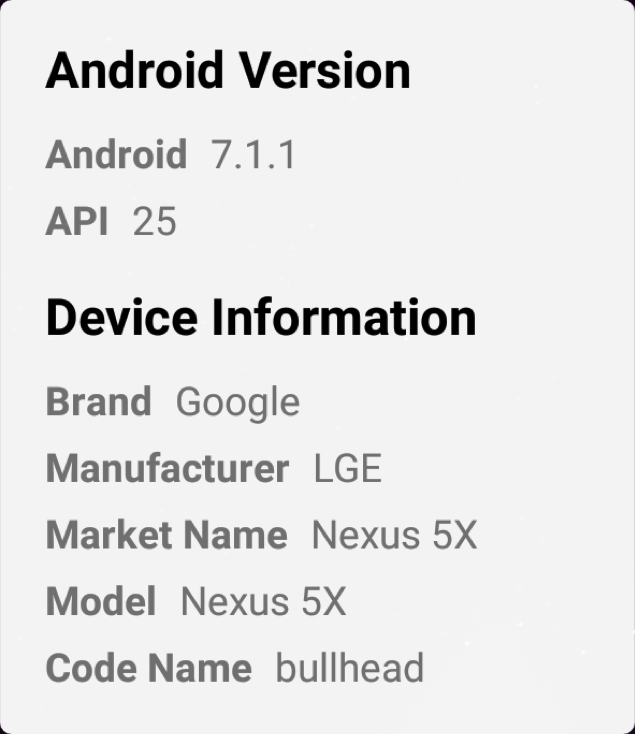 Android Version
Android 7.1.1
API 25
Device Information
Brand Google
Manufacturer LGE
Market Name Nexus 5X
Model Nexus 5X
Code Name bullhead